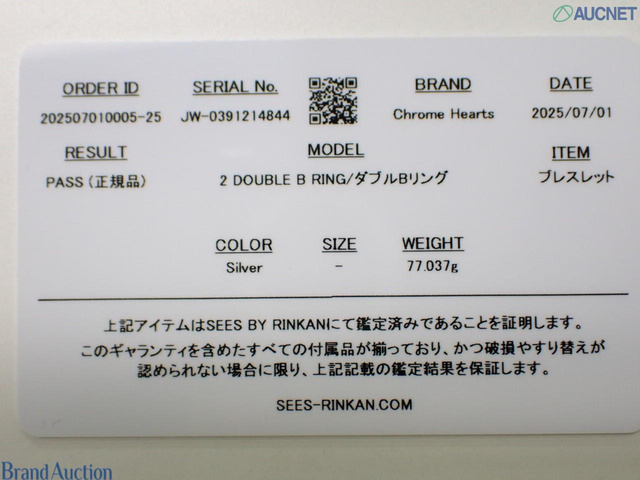 AUCNET
ORDER ID SERIAL No. BRAND DATE
202507010005-25 JW-0391214844 Chrome Hearts 2025/07/01
RESULT MODEL ITEM
PASS (正規品) 2 DOUBLE B RING/ダブルBリング ブレスレット
COLOR SIZE WEIGHT
Silver - 77.037g
上記アイテムはSEES BY RINKANにて鑑定済みであることを証明します。
このギャランティを含めたすべての付属品が揃っており、かつ破損やすり替えが
認められない場合に限り、上記記載の鑑定結果を保証します。
SEES-RINKAN.COM
BrandAuction